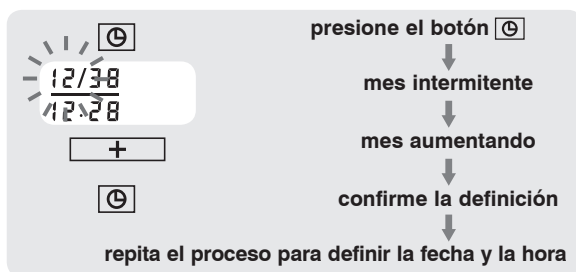 presione el botón
12/38
12:28
mes intermitente
+
mes aumentando
confirme la definición
repita el proceso para definir la fecha y la hora